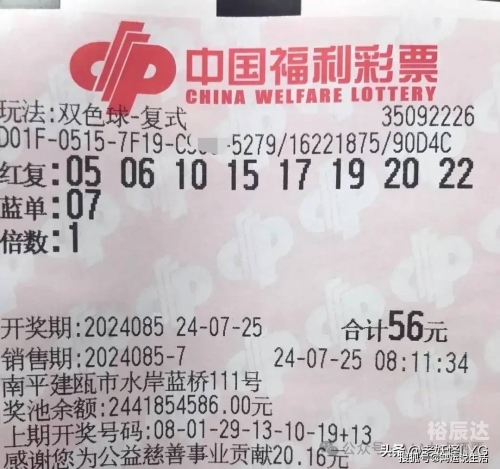 中国福利彩票
CHINA WELFARE LOTTERY
玩法:双色球-复式
35092226
D01F-0515-7F19-C -5279/16221875/90D4C
红复:05 06 10 15 17 19 20 22
蓝单:07
倍数:1
开奖期:2024085 24-07-25 合计56元
销售期:2024085-7 24-07-25 08:11:34
南平建瓯市水岸蓝桥111号
奖池余额:2441854586.00元
上期开奖号码:08-01-29-13-10-19+13
感谢您为公益慈善事业贡献20.16元
裕辰达
公众号
头条